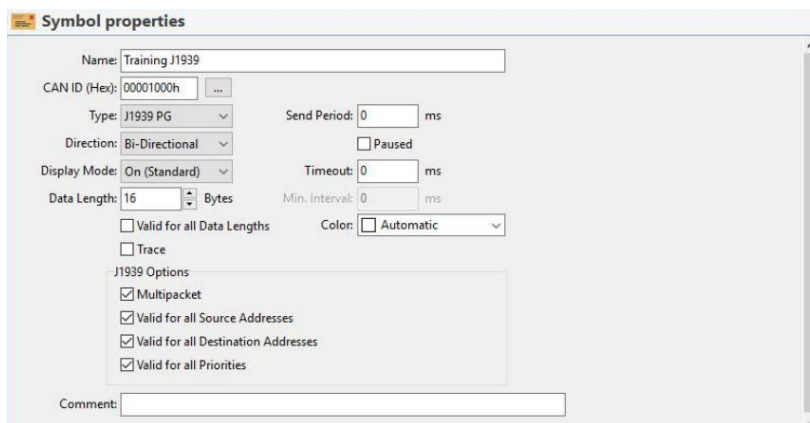 Symbol properties
Name: Training J1939
CAN ID (Hex): 00001000h ...
Type: J1939 PG Send Period: 0 ms
Direction: Bi-Directional Paused
Display Mode: On (Standard) Timeout: 0 ms
Data Length: 16 Bytes Min. Interval: 0 ms
Valid for all Data Lengths Color: Automatic
Trace
J1939 Options
Multipacket
Valid for all Source Addresses
Valid for all Destination Addresses
Valid for all Priorities
Comment: